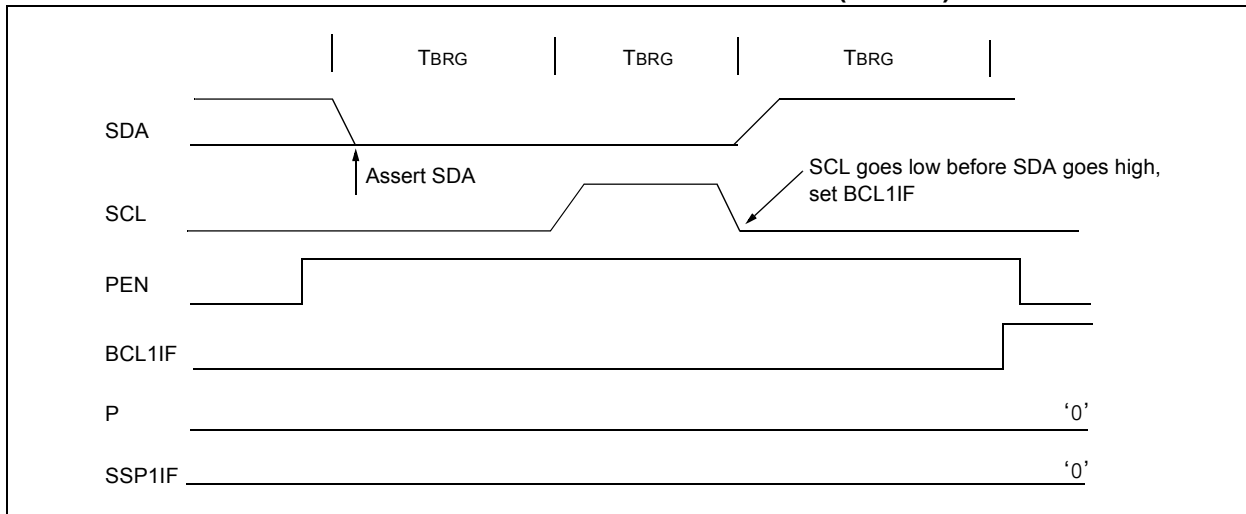 TBRG TBRG TBRG
SDA
Assert SDA
SCL goes low before SDA goes high,
set BCL1IF
SCL
PEN
BCL1IF
P ‘0’
SSP1IF ‘0’